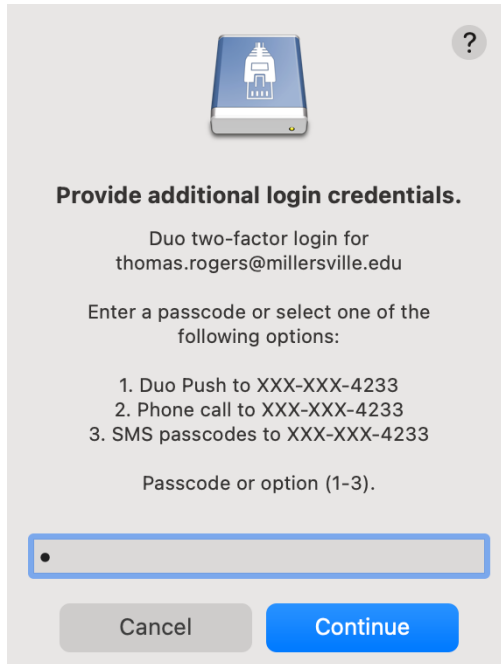 ?
Provide additional login credentials.
Duo two-factor login for
thomas.rogers@millersville.edu
Enter a passcode or select one of the
following options:
1. Duo Push to XXX-XXX-4233
2. Phone call to XXX-XXX-4233
3. SMS passcodes to XXX-XXX-4233
Passcode or option (1-3).
•
Cancel Continue